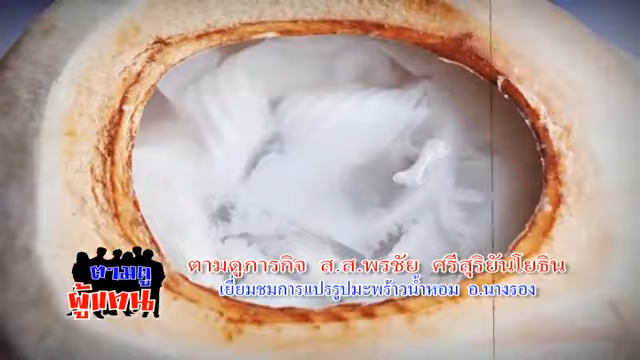 ตามดูภารกิจ ส.ส.พรชัย ศรีสุริยันโยธิน
เยี่ยมชมการแปรรูปมะพร้าวน้ำหอม อ.นางรอง
ตามดู
ผู้แทน